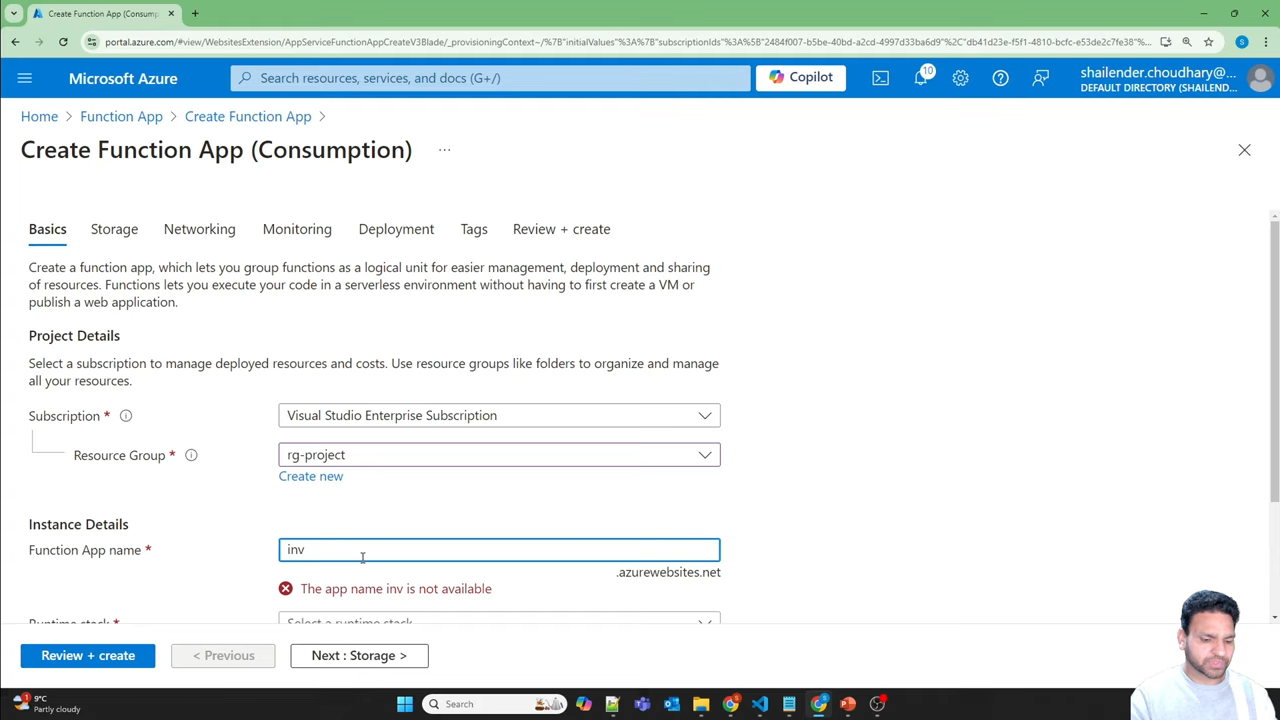 Create Function App (Consumption
portal.azure.com/#view/WebsitesExtension/AppServiceFunctionAppCreateV3Blade/_provisioningContext~/%7B"initialValues"%3A%7B"subscriptionIds"%3A%5B"2484f007-b5be-40bd-a2cd-4997d33ba6d9"%2C"db41d23e-f5f1-4810-bcfc-e53de2c7fe38"%...
S
Microsoft Azure
Search resources, services, and docs (G+/)
Copilot
10
shailender.choudhary@...
DEFAULT DIRECTORY (SHAILEND...
Home > Function App > Create Function App >
Create Function App (Consumption) ...
Basics Storage Networking Monitoring Deployment Tags Review + create
Create a function app, which lets you group functions as a logical unit for easier management, deployment and sharing
of resources. Functions lets you execute your code in a serverless environment without having to first create a VM or
publish a web application.
Project Details
Select a subscription to manage deployed resources and costs. Use resource groups like folders to organize and manage
all your resources.
Subscription * Visual Studio Enterprise Subscription
Resource Group * rg-project
Create new
Instance Details
Function App name * inv
.azurewebsites.net
The app name inv is not available
Runtime stack * Select a runtime stack
Review + create < Previous Next : Storage >
1
9°C
Partly cloudy
Search